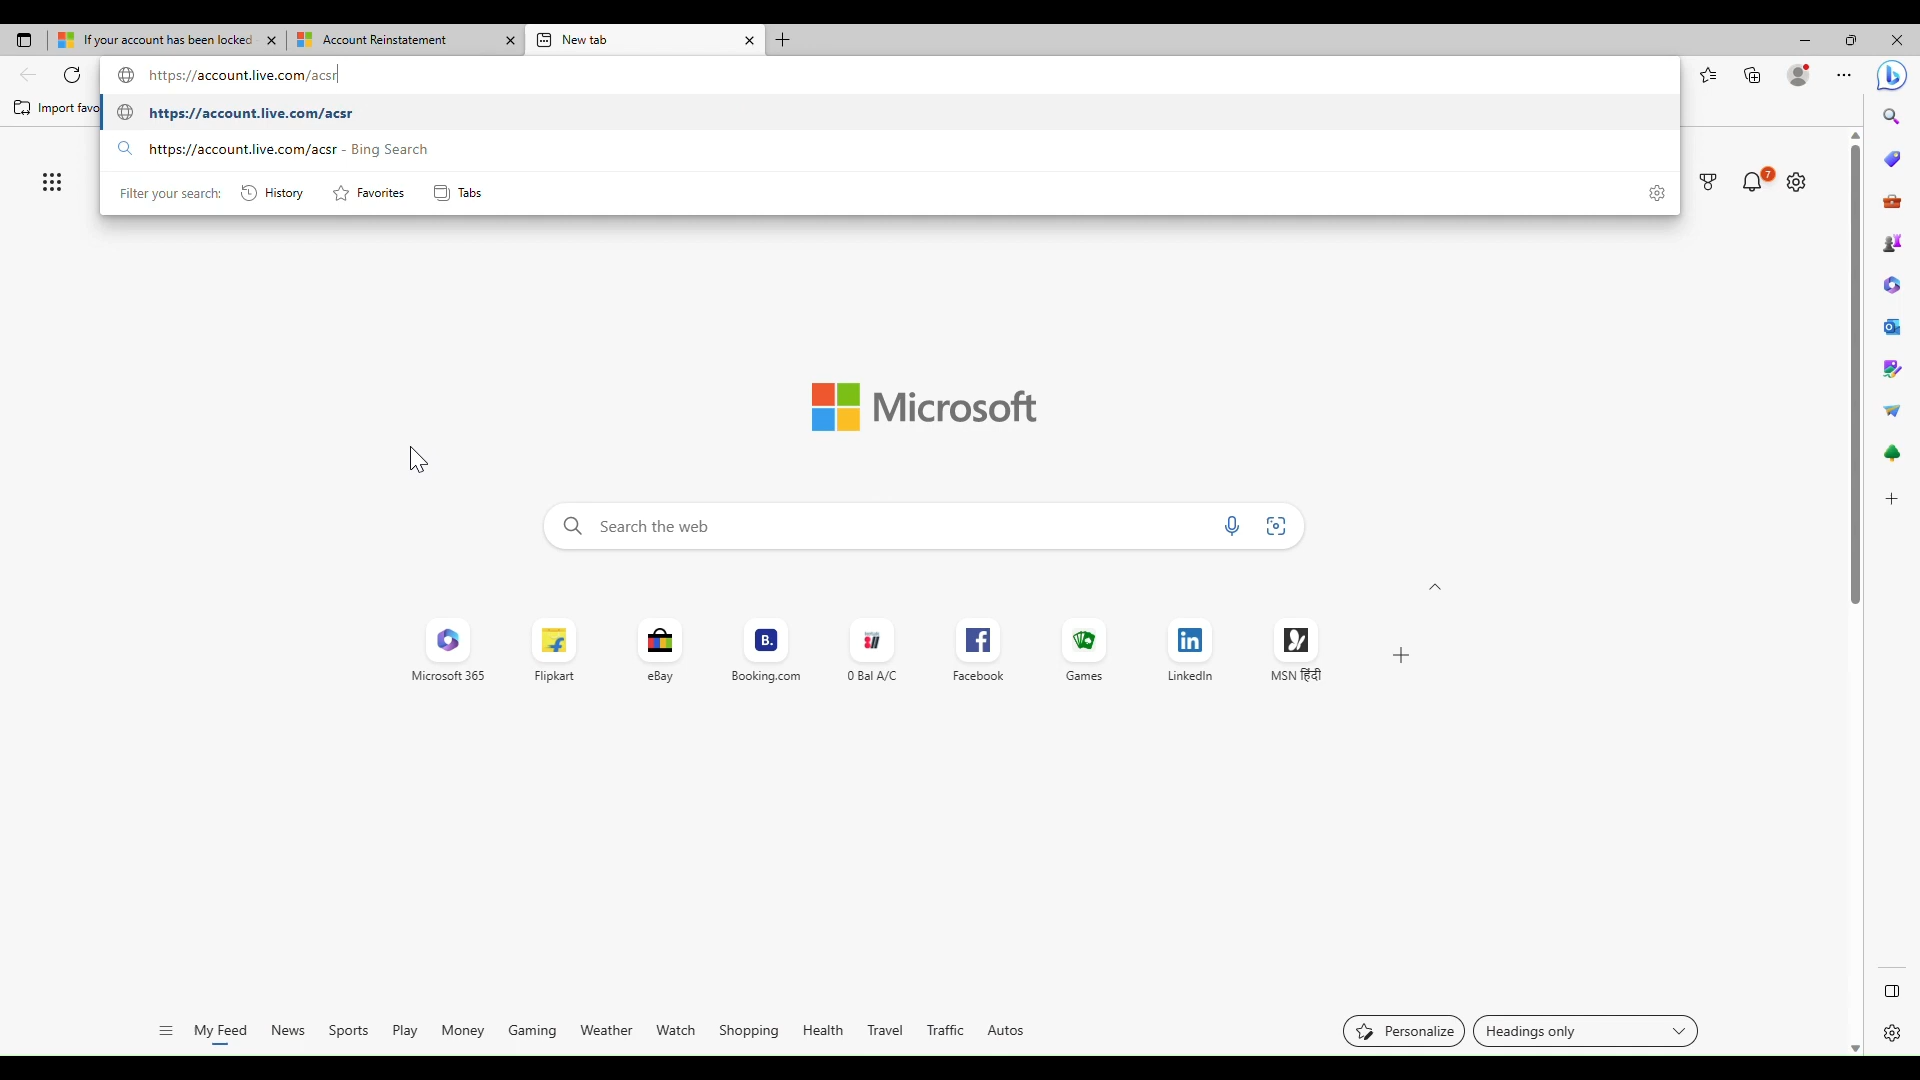 If your account has been locked
Account Reinstatement
New tab
https://account.live.com/acsr
Import favo
https://account.live.com/acsr
https://account.live.com/acsr - Bing Search
Filter your search:
History
Favorites
Tabs
7
Microsoft
Search the web
B.
Microsoft 365
Flipkart
eBay
Booking.com
0 Bal A/C
Facebook
Games
LinkedIn
MSN हिंदी
My Feed
News
Sports
Play
Money
Gaming
Weather
Watch
Shopping
Health
Travel
Traffic
Autos
Personalize
Headings only